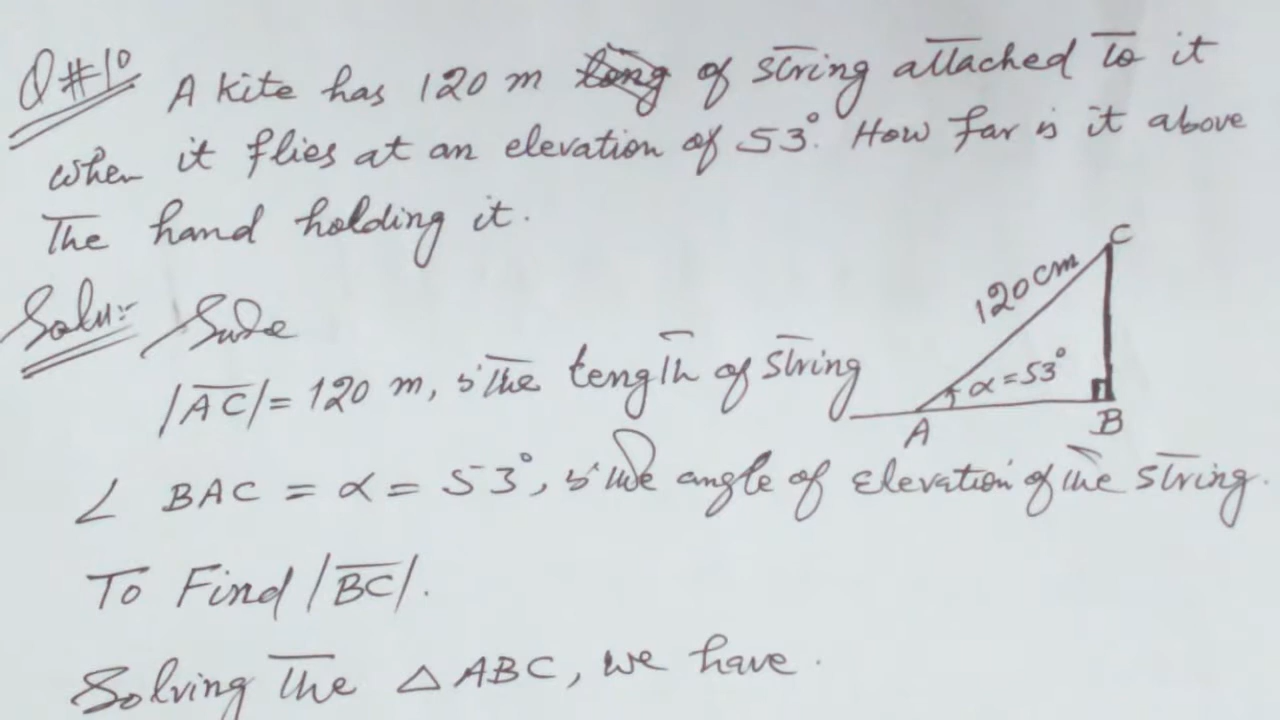 Q#10 A kite has 120 m long of string attached to it
when it flies at an elevation of 53°. How far is it above
The hand holding it.
Solu:-
C
120 cm
|AC| = 120 m, is the length of string
α = 53°
A
B
∠ BAC = α = 53°, is the angle of elevation of the string.
To Find |BC|.
Solving the △ABC, we have.